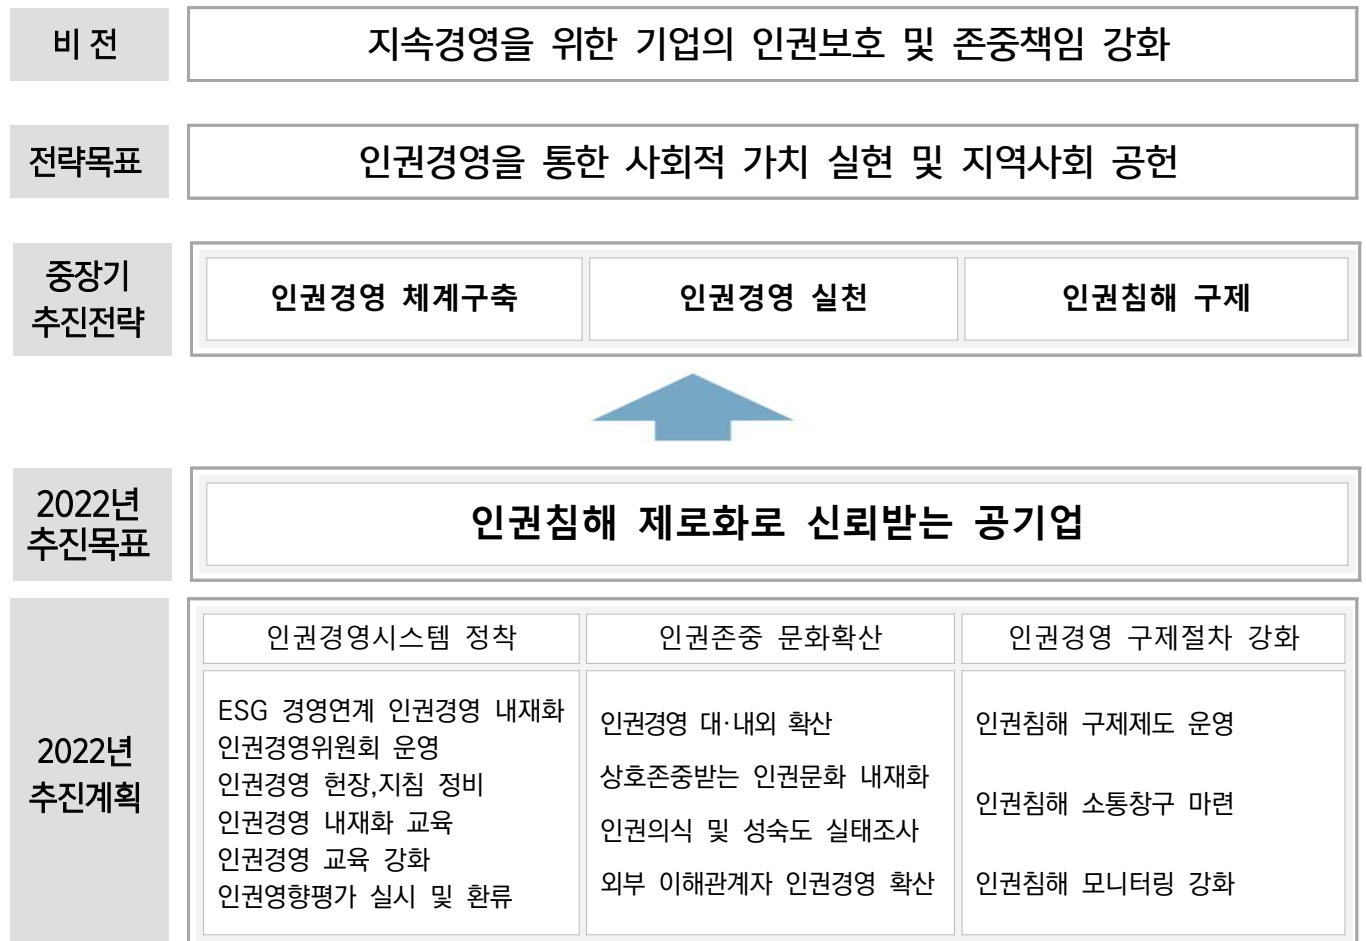 비 전
지속경영을 위한 기업의 인권보호 및 존중책임 강화
전략목표
인권경영을 통한 사회적 가치 실현 및 지역사회 공헌
중장기
추진전략
인권경영 체계구축
인권경영 실천
인권침해 구제
2022년
추진목표
인권침해 제로화로 신뢰받는 공기업
2022년
추진계획
인권경영시스템 정착
ESG 경영연계 인권경영 내재화
인권경영위원회 운영
인권경영 헌장,지침 정비
인권경영 내재화 교육
인권경영 교육 강화
인권영향평가 실시 및 환류
인권존중 문화확산
인권경영 대·내외 확산
상호존중받는 인권문화 내재화
인권의식 및 성숙도 실태조사
외부 이해관계자 인권경영 확산
인권경영 구제절차 강화
인권침해 구제제도 운영
인권침해 소통창구 마련
인권침해 모니터링 강화